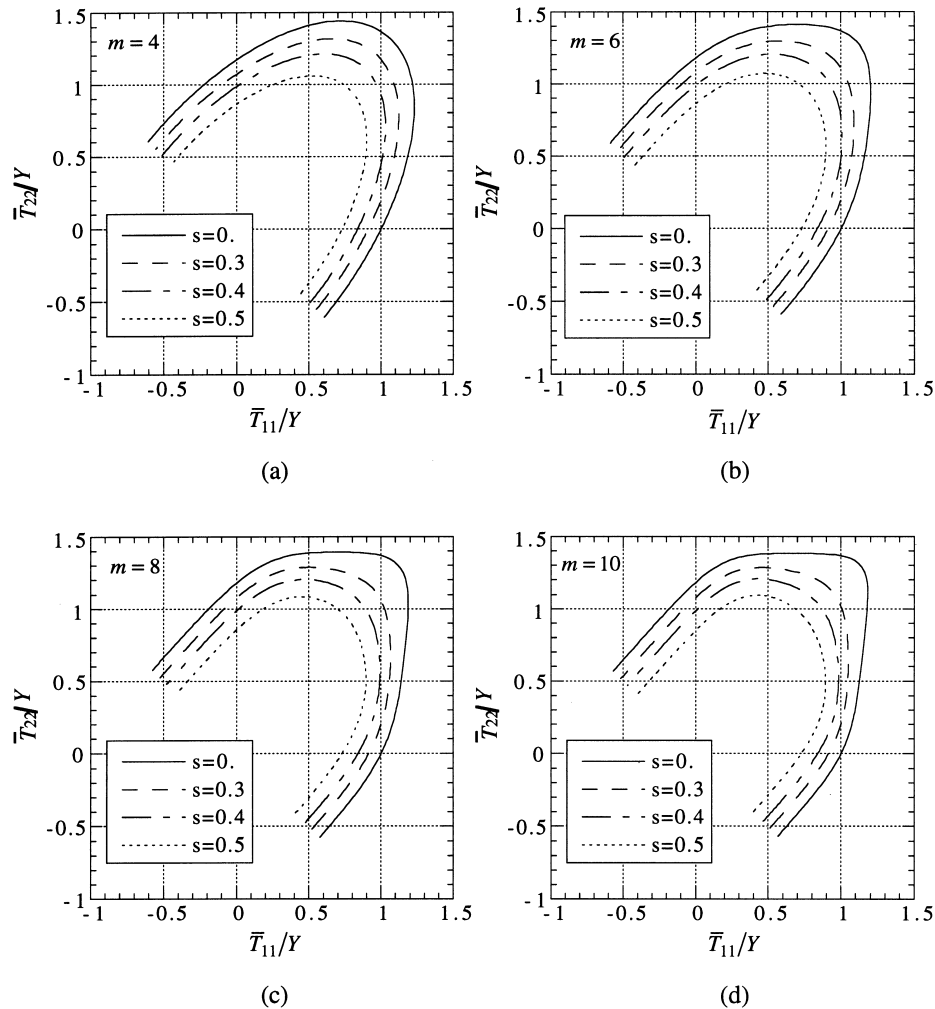 1.5
m = 4
1
0.5
0
-0.5
-1
T̅22/Y
s=0.
s=0.3
s=0.4
s=0.5
-1 -0.5 0 0.5 1 1.5
T̅11/Y
(a)
1.5
m = 6
1
0.5
0
-0.5
-1
T̅22/Y
s=0.
s=0.3
s=0.4
s=0.5
-1 -0.5 0 0.5 1 1.5
T̅11/Y
(b)
1.5
m = 8
1
0.5
0
-0.5
-1
T̅22/Y
s=0.
s=0.3
s=0.4
s=0.5
-1 -0.5 0 0.5 1 1.5
T̅11/Y
(c)
1.5
m = 10
1
0.5
0
-0.5
-1
T̅22/Y
s=0.
s=0.3
s=0.4
s=0.5
-1 -0.5 0 0.5 1 1.5
T̅11/Y
(d)